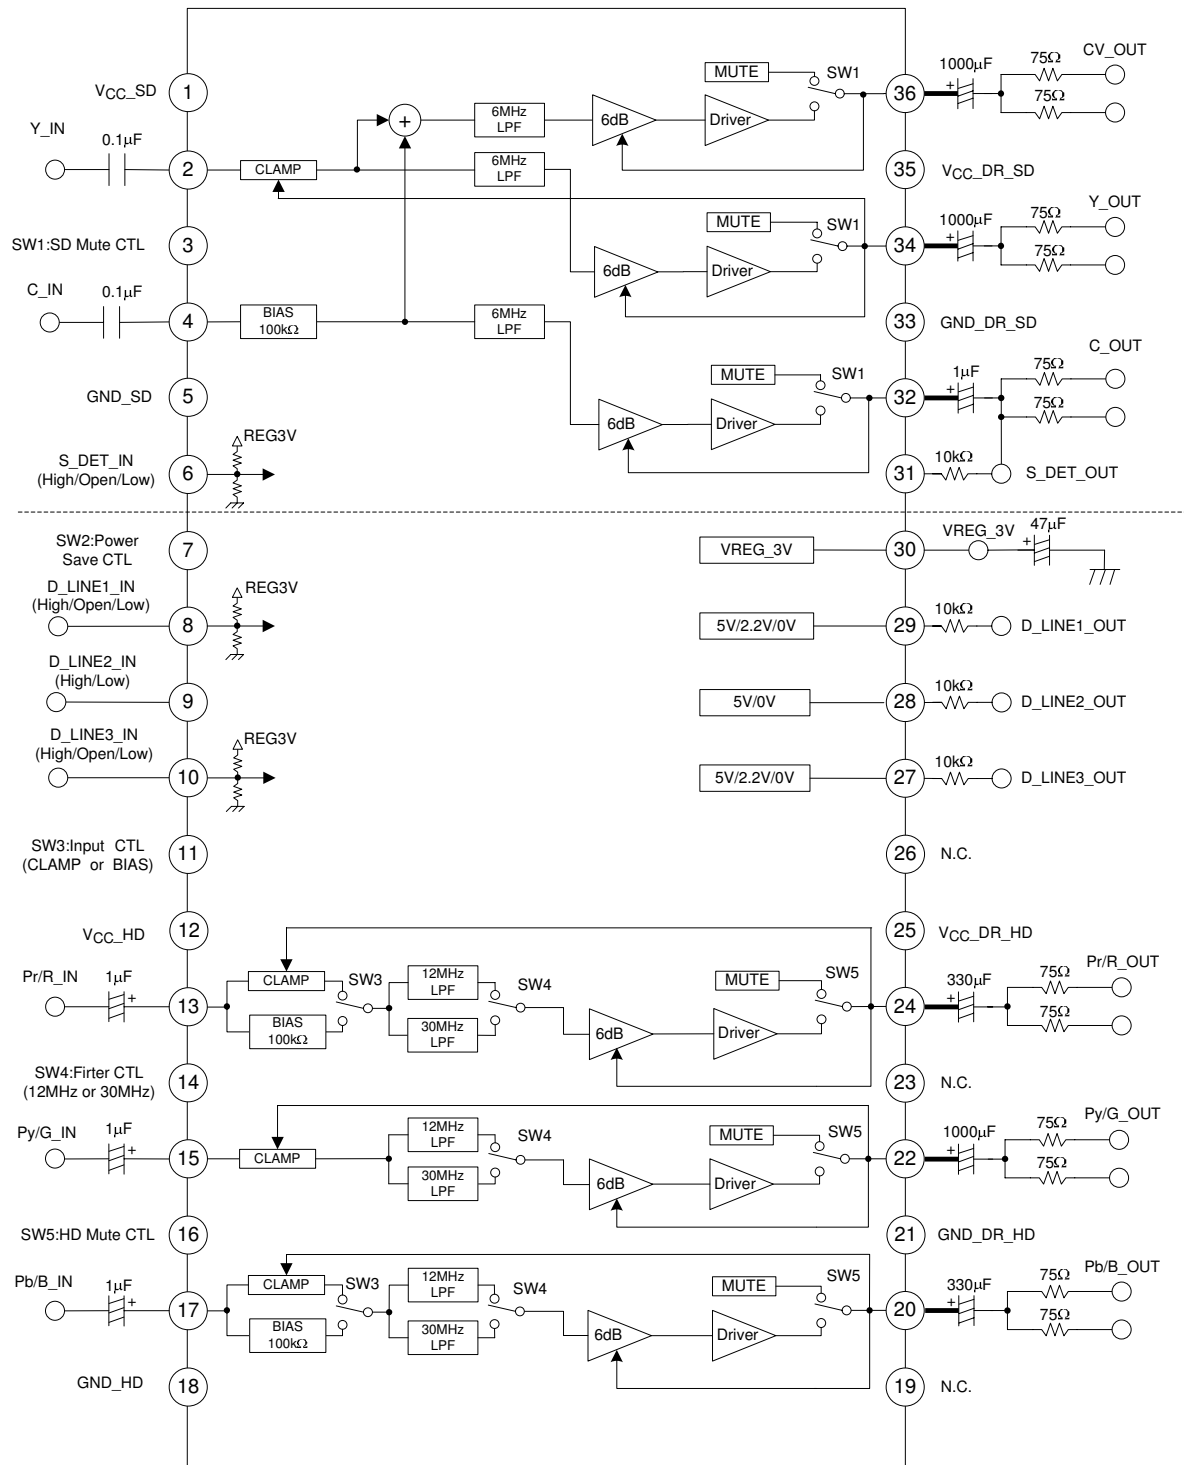 VCC_SD
1
MUTE
SW1
36
1000µF
+
75Ω
CV_OUT
75Ω
Y_IN
0.1µF
2
CLAMP
+
6MHz
LPF
6dB
Driver
6MHz
LPF
35
VCC_DR_SD
SW1:SD Mute CTL
3
MUTE
SW1
6dB
Driver
34
1000µF
+
75Ω
Y_OUT
75Ω
C_IN
0.1µF
4
BIAS
100kΩ
6MHz
LPF
33
GND_DR_SD
GND_SD
5
MUTE
SW1
6dB
Driver
32
1µF
+
75Ω
C_OUT
75Ω
S_DET_IN
(High/Open/Low)
6
REG3V
31
10kΩ
S_DET_OUT
SW2:Power
Save CTL
7
VREG_3V
30
VREG_3V
47µF
+
D_LINE1_IN
(High/Open/Low)
8
REG3V
5V/2.2V/0V
29
10kΩ
D_LINE1_OUT
D_LINE2_IN
(High/Low)
9
5V/0V
28
10kΩ
D_LINE2_OUT
D_LINE3_IN
(High/Open/Low)
10
REG3V
5V/2.2V/0V
27
10kΩ
D_LINE3_OUT
SW3:Input CTL
(CLAMP or BIAS)
11
26
N.C.
VCC_HD
12
25
VCC_DR_HD
Pr/R_IN
1µF
+
13
CLAMP
BIAS
100kΩ
SW3
12MHz
LPF
30MHz
LPF
SW4
6dB
Driver
MUTE
SW5
24
330µF
+
75Ω
Pr/R_OUT
75Ω
SW4:Firter CTL
(12MHz or 30MHz)
14
23
N.C.
Py/G_IN
1µF
+
15
CLAMP
12MHz
LPF
30MHz
LPF
SW4
6dB
Driver
MUTE
SW5
22
1000µF
+
75Ω
Py/G_OUT
75Ω
SW5:HD Mute CTL
16
21
GND_DR_HD
Pb/B_IN
1µF
+
17
CLAMP
BIAS
100kΩ
SW3
12MHz
LPF
30MHz
LPF
SW4
6dB
Driver
MUTE
SW5
20
330µF
+
75Ω
Pb/B_OUT
75Ω
GND_HD
18
19
N.C.